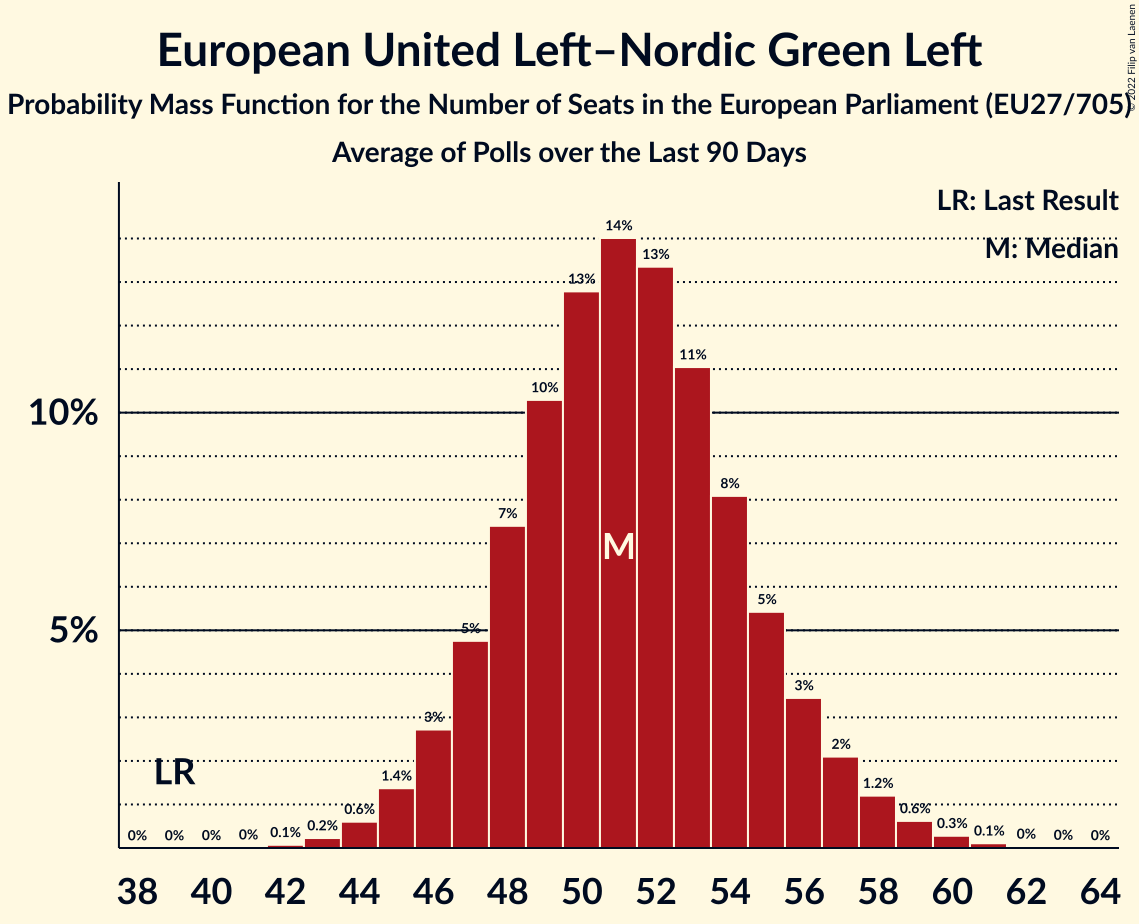 European United Left–Nordic Green Left
Probability Mass Function for the Number of Seats in the European Parliament (EU27/705)
Average of Polls over the Last 90 Days
© 2022 Filip van Laenen
LR: Last Result
M: Median
14%
13%
13%
11%
10%
10%
8%
7%
M
5%
5%
5%
3%
3%
2%
LR
1.4%
1.2%
0.6%
0.6%
0.2%
0.3%
0% 0% 0% 0% 0.1% 0.1% 0% 0% 0%
38 40 42 44 46 48 50 52 54 56 58 60 62 64